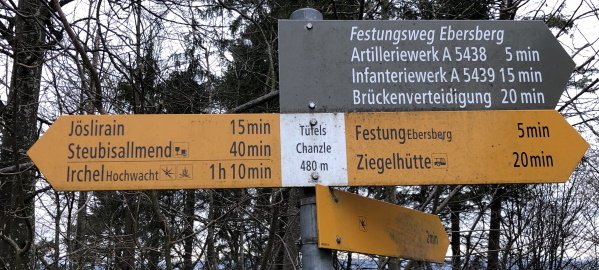 Festungsweg Ebersberg
Artilleriewerk A 5438 5 min
Infanteriewerk A 5439 15 min
Brückenverteidigung 20 min
Jöslirain 15 min
Steubisallmend 40 min
Irchel Hochwacht 1 h 10 min
Tüfels
Chanzle
480 m
Festung Ebersberg 5 min
Ziegelhütte 20 min